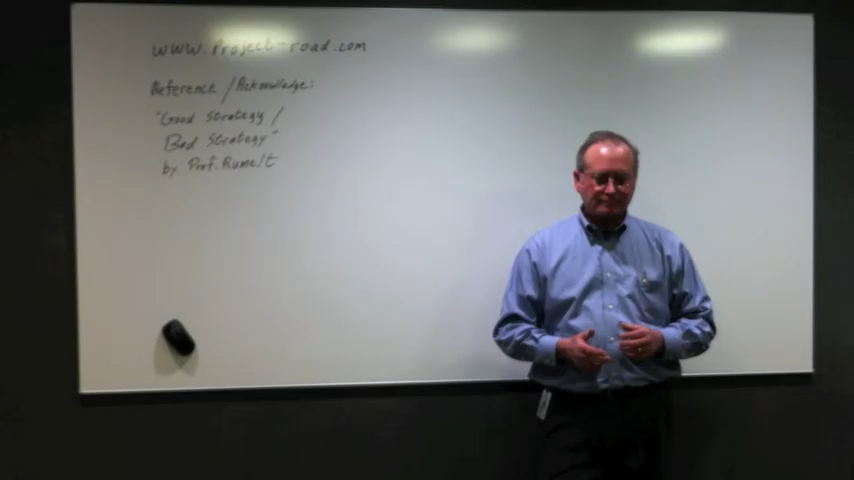 www.Project-road.com
Reference / Acknowledge:
"Good Strategy /
Bad Strategy"
by Prof. Rumelt